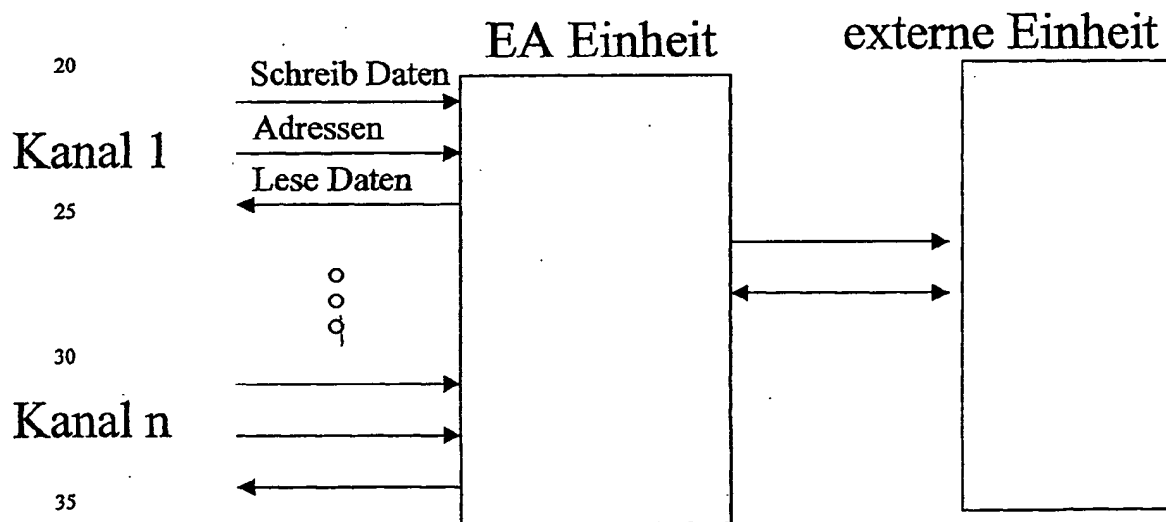 EA Einheit
externe Einheit
20
Schreib Daten
Adressen
Kanal 1
Lese Daten
25
30
Kanal n
35